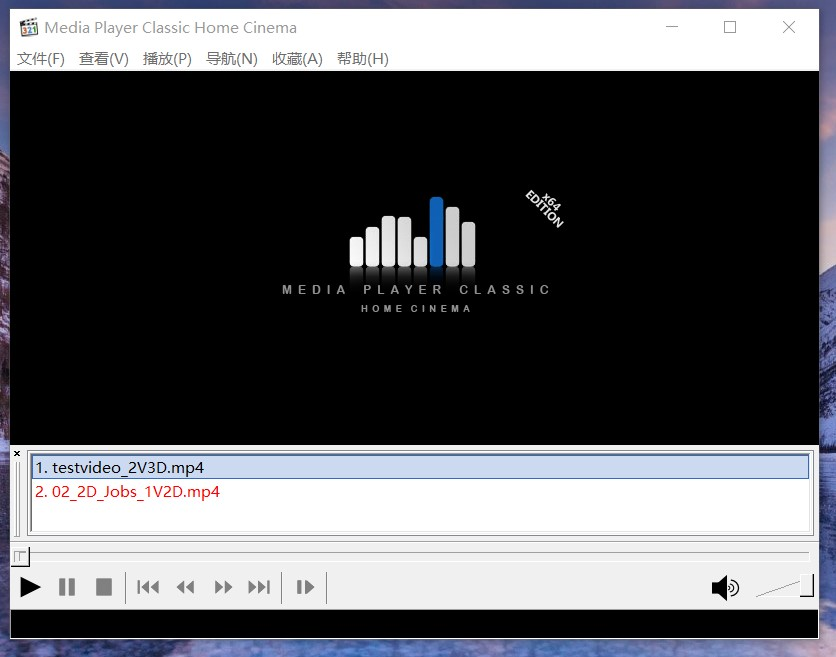 321
Media Player Classic Home Cinema
文件(F) 查看(V) 播放(P) 导航(N) 收藏(A) 帮助(H)
x64
EDITION
MEDIA PLAYER CLASSIC
HOME CINEMA
1. testvideo_2V3D.mp4
2. 02_2D_Jobs_1V2D.mp4